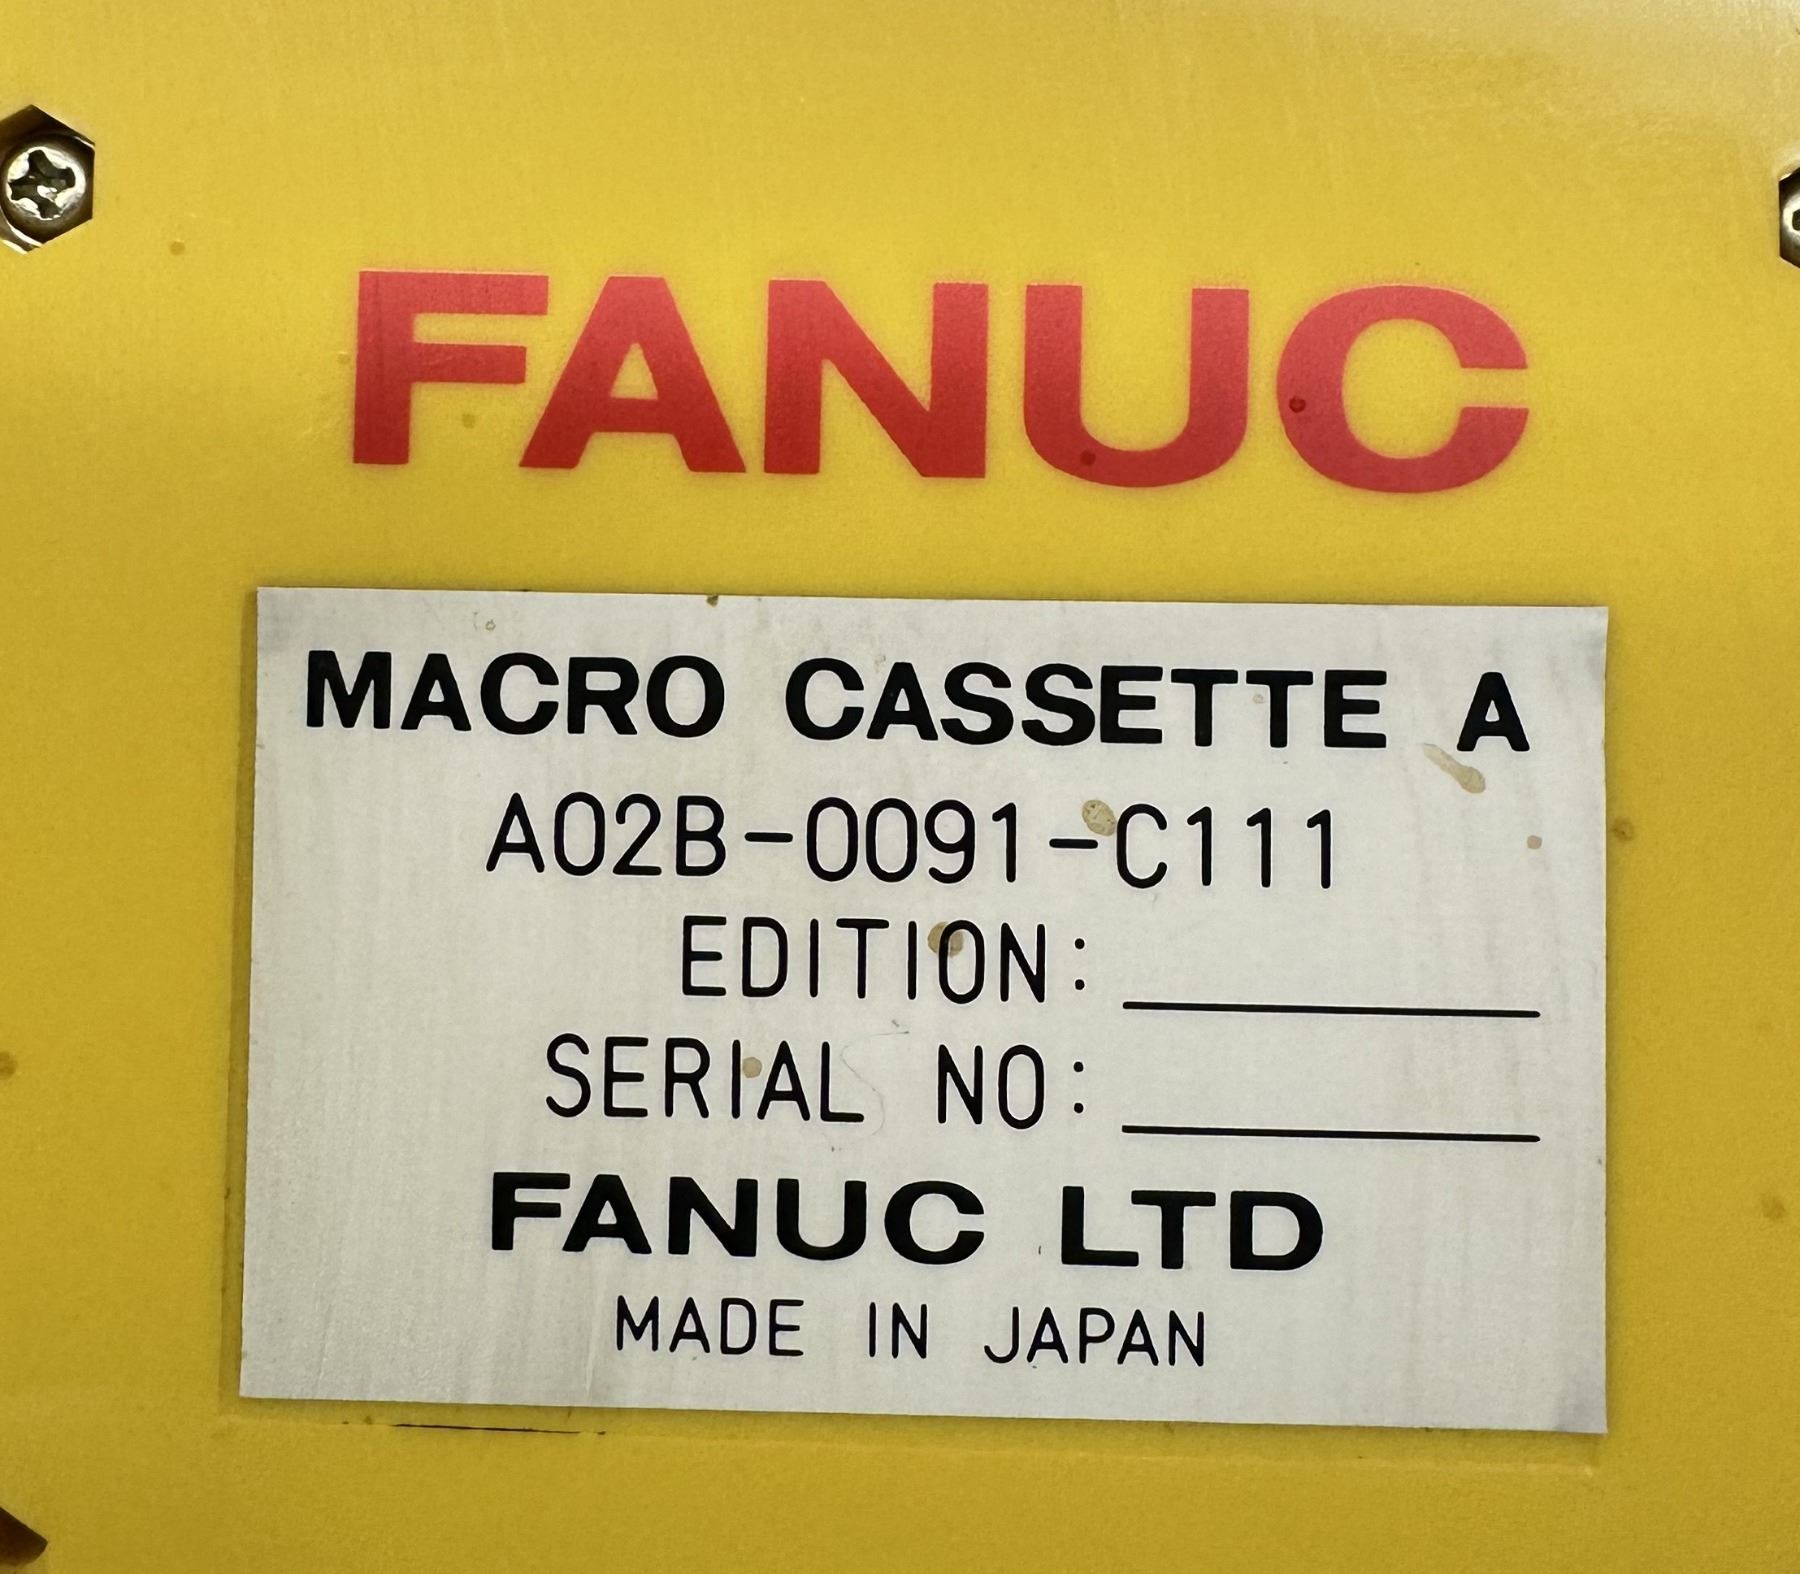 FANUC
MACRO CASSETTE A
A02B-0091-C111
EDITION:
SERIAL NO:
FANUC LTD
MADE IN JAPAN